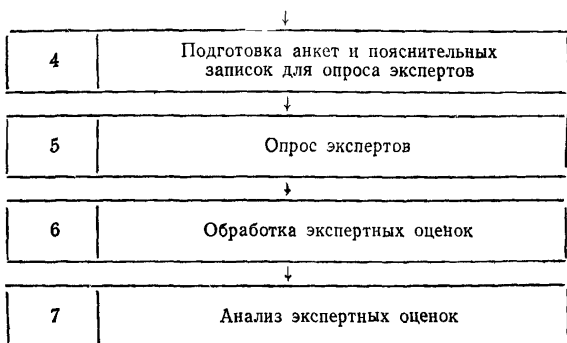 4
Подготовка анкет и пояснительных
записок для опроса экспертов
5
Опрос экспертов
6
Обработка экспертных оценок
7
Анализ экспертных оценок